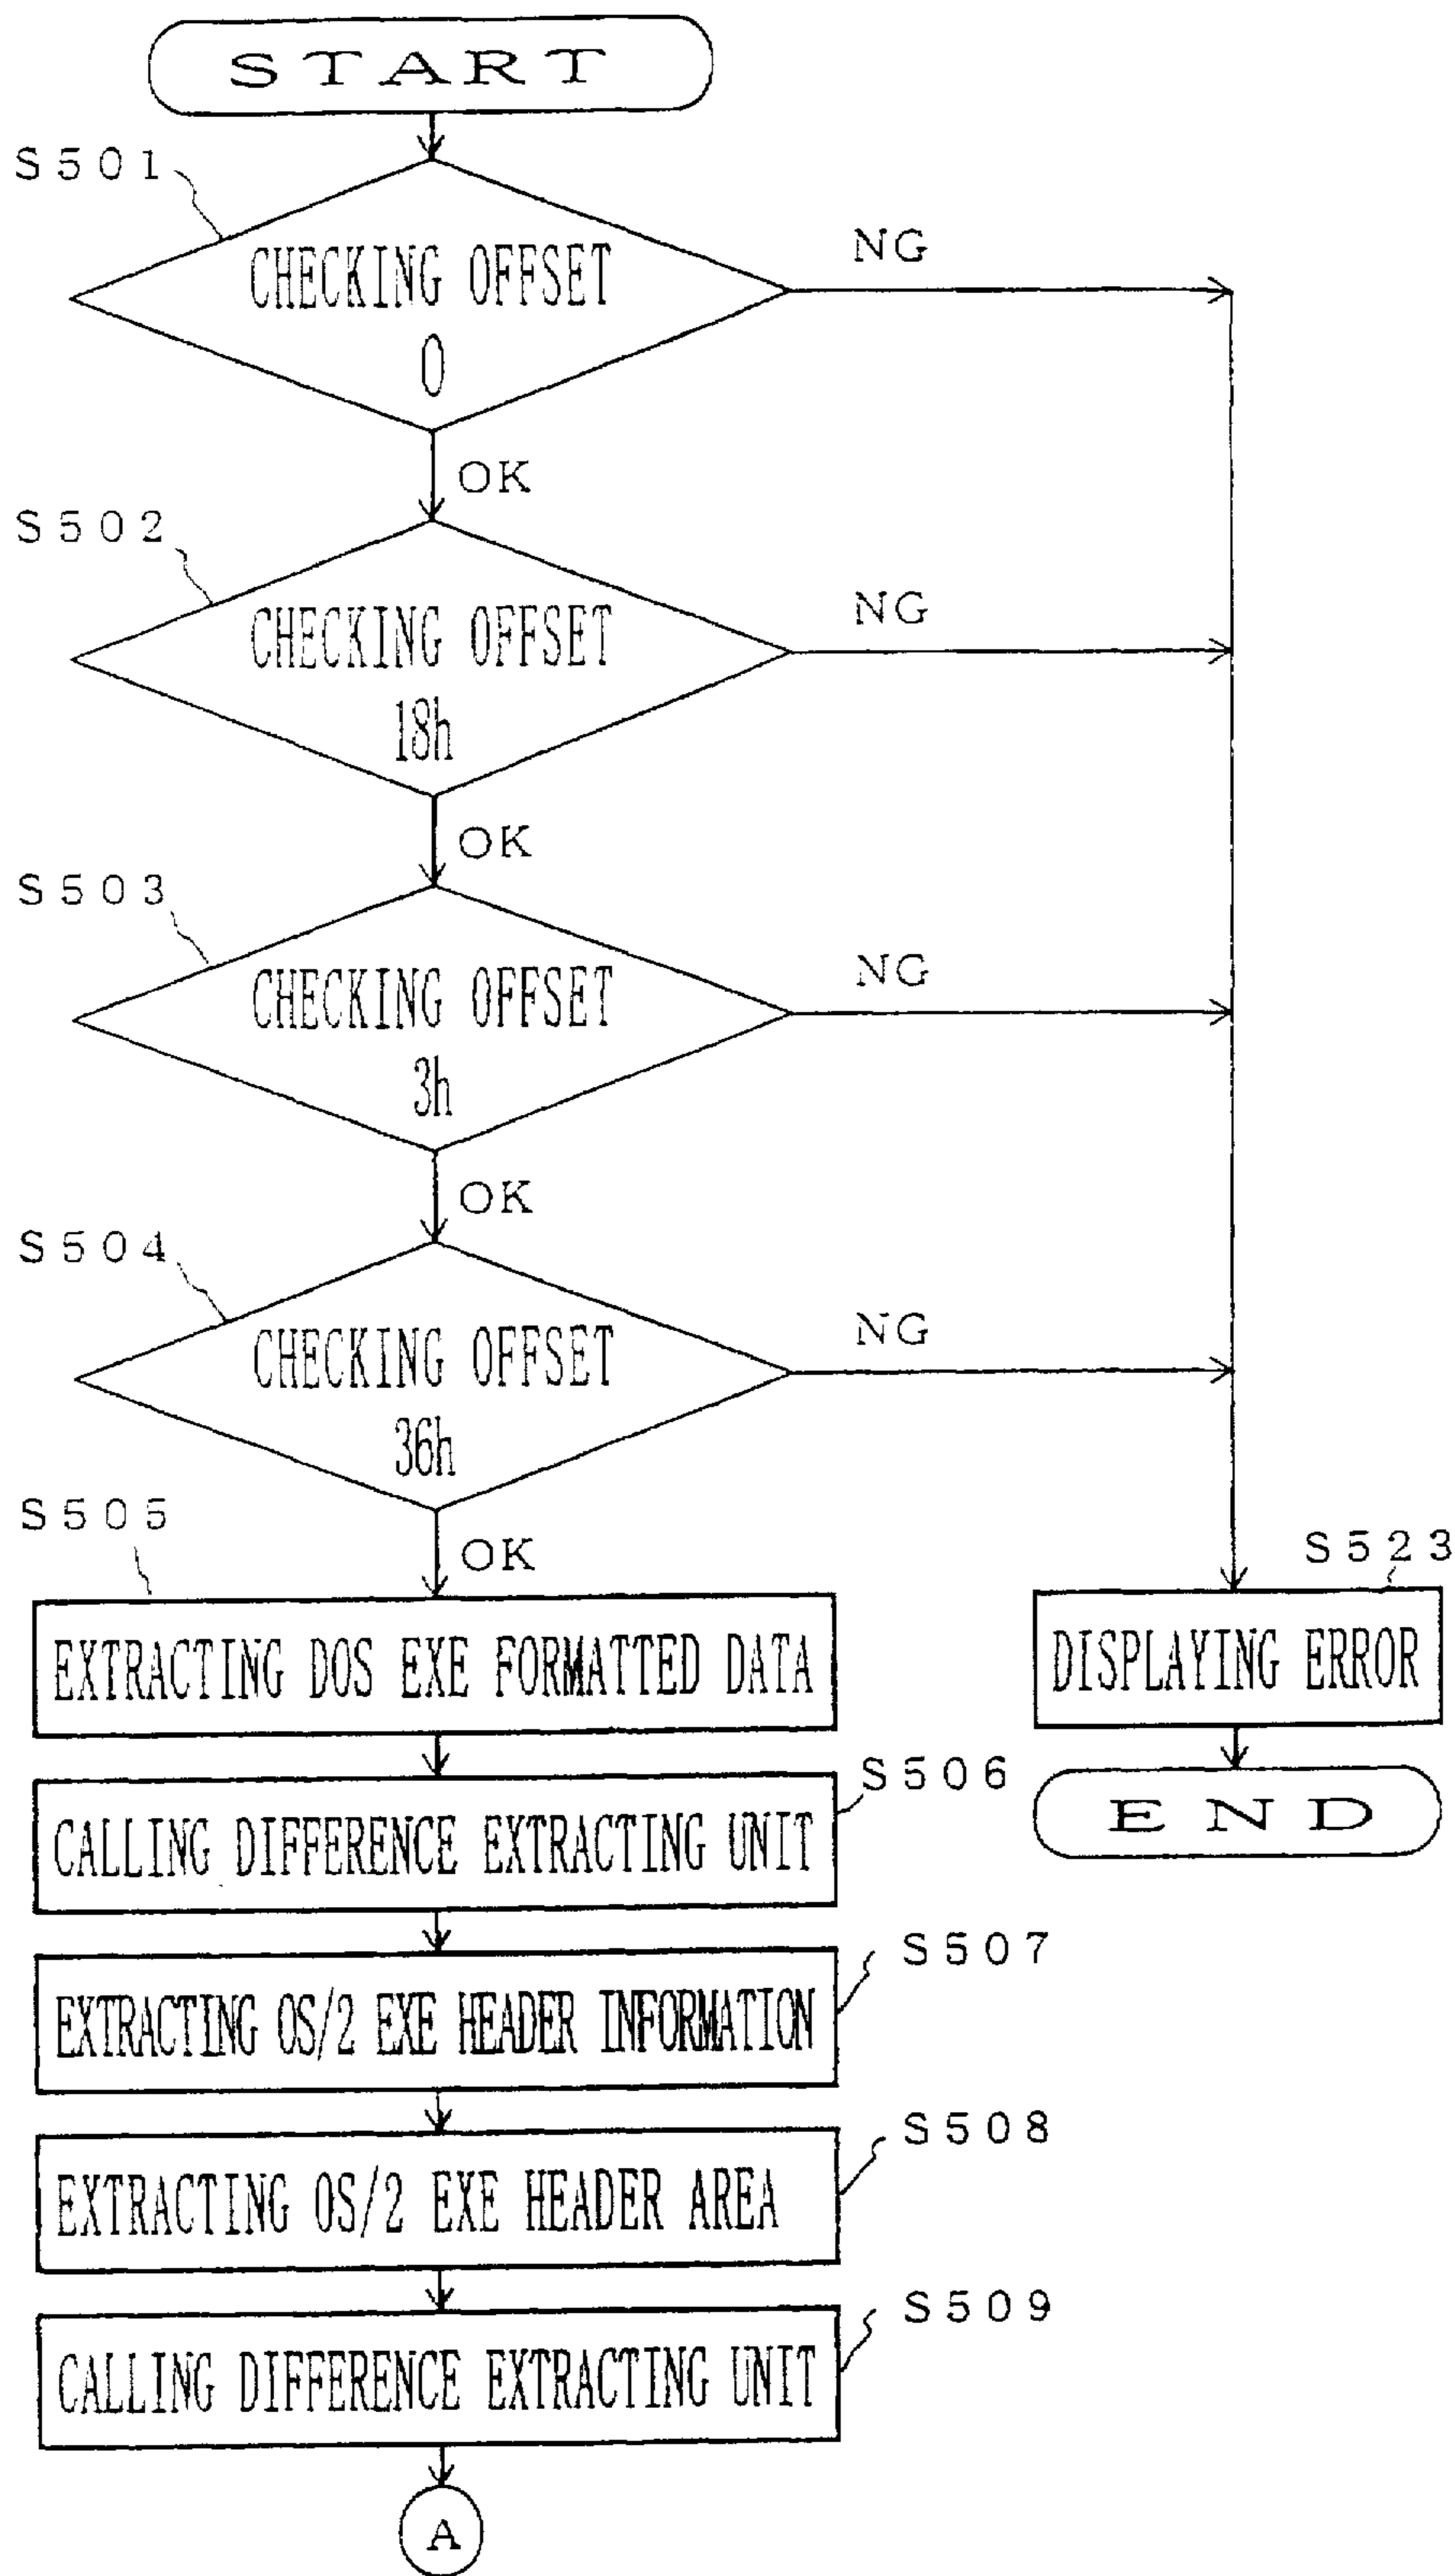 START
S501
CHECKING OFFSET
0
NG
OK
S502
CHECKING OFFSET
18h
NG
OK
S503
CHECKING OFFSET
3h
NG
OK
S504
CHECKING OFFSET
36h
NG
OK
S505
EXTRACTING DOS EXE FORMATTED DATA
S523
DISPLAYING ERROR
END
S506
CALLING DIFFERENCE EXTRACTING UNIT
S507
EXTRACTING OS/2 EXE HEADER INFORMATION
S508
EXTRACTING OS/2 EXE HEADER AREA
S509
CALLING DIFFERENCE EXTRACTING UNIT
A